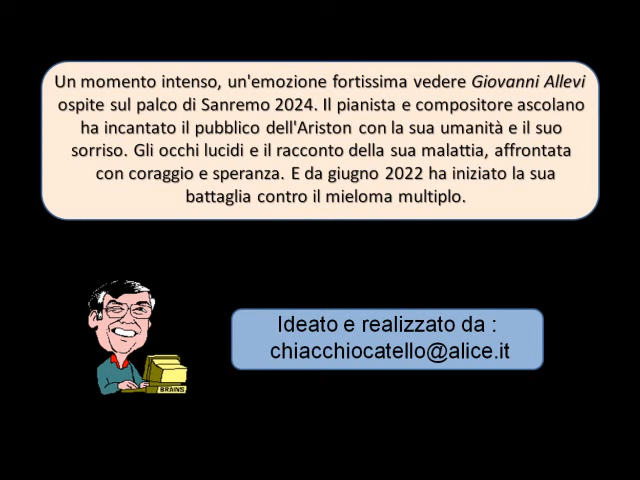 Un momento intenso, un'emozione fortissima vedere Giovanni Allevi
ospite sul palco di Sanremo 2024. Il pianista e compositore ascolano
ha incantato il pubblico dell'Ariston con la sua umanità e il suo
sorriso. Gli occhi lucidi e il racconto della sua malattia, affrontata
con coraggio e speranza. E da giugno 2022 ha iniziato la sua
battaglia contro il mieloma multiplo.
Ideato e realizzato da :
chiacchiocatello@alice.it
BRAINS